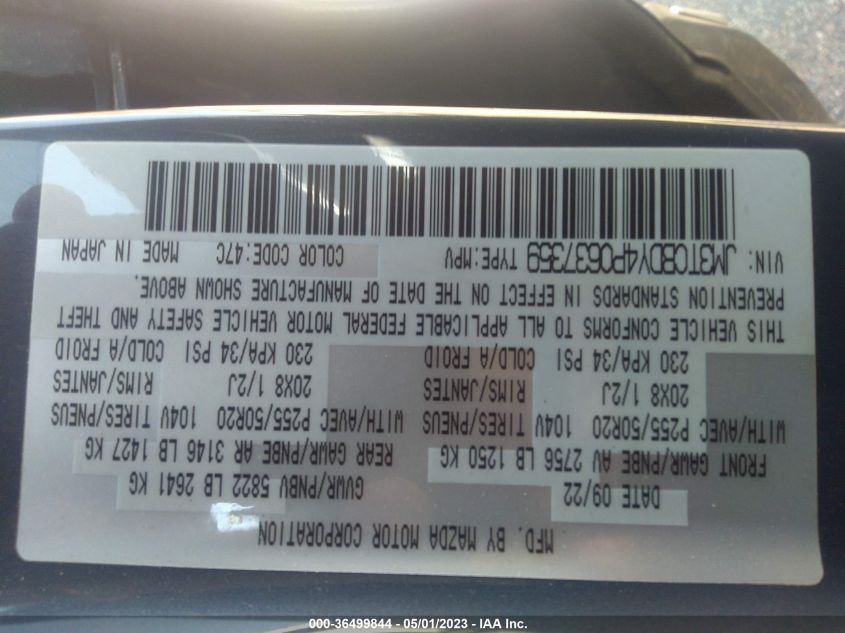 MFD. BY MAZDA MOTOR CORPORATION
DATE 09/22 GVWR/PNBV 5822 LB 2641 KG
FRONT GAWR/PNBE AV 2756 LB 1250 KG REAR GAWR/PNBE AR 3146 LB 1427 KG
WITH/AVEC P255/50R20 104V TIRES/PNEUS WITH/AVEC P255/50R20 104V TIRES/PNEUS
20X8 1/2J RIMS/JANTES 20X8 1/2J RIMS/JANTES
230 KPA/34 PSI COLD/A FROID 230 KPA/34 PSI COLD/A FROID
THIS VEHICLE CONFORMS TO ALL APPLICABLE FEDERAL MOTOR VEHICLE SAFETY AND THEFT
PREVENTION STANDARDS IN EFFECT ON THE DATE OF MANUFACTURE SHOWN ABOVE.
VIN: JM3TCBDY4P0637359 TYPE:MPV COLOR CODE:47C MADE IN JAPAN
000-36499844 - 05/01/2023 - IAA Inc.